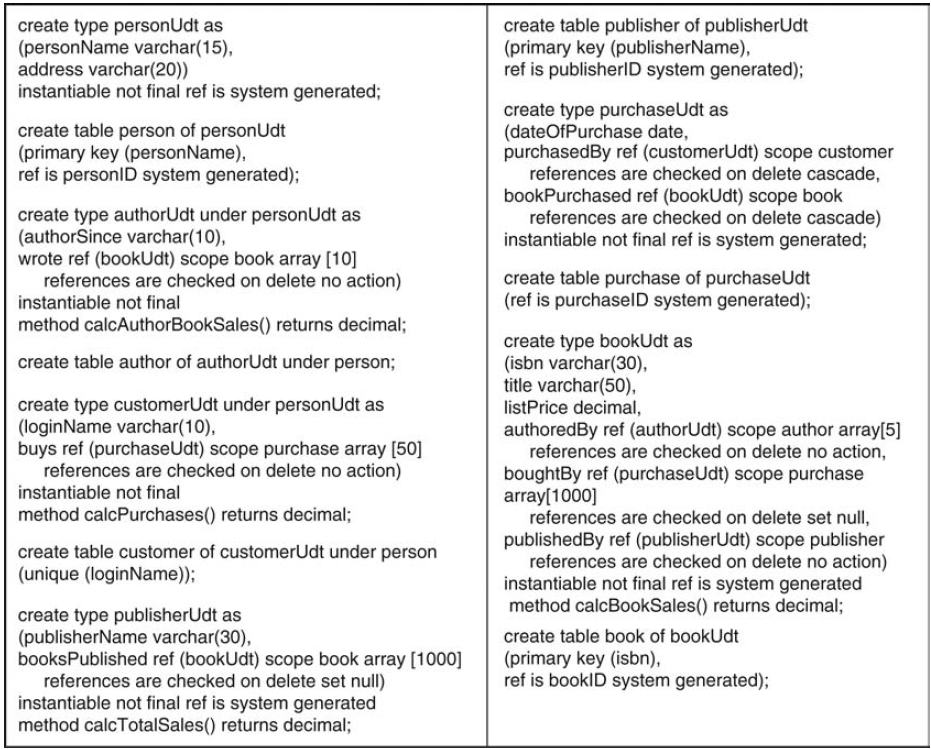 create type personUdt as
(personName varchar(15),
address varchar(20))
instantiable not final ref is system generated;
create table person of personUdt
(primary key (personName),
ref is personID system generated);
create type authorUdt under personUdt as
(authorSince varchar(10),
wrote ref (bookUdt) scope book array [10]
references are checked on delete no action)
instantiable not final
method calcAuthorBookSales() returns decimal;
create table author of authorUdt under person;
create type customerUdt under personUdt as
(loginName varchar(10),
buys ref (purchaseUdt) scope purchase array [50]
references are checked on delete no action)
instantiable not final
method calcPurchases() returns decimal;
create table customer of customerUdt under person
(unique (loginName));
create type publisherUdt as
(publisherName varchar(30),
booksPublished ref (bookUdt) scope book array [1000]
references are checked on delete set null)
instantiable not final ref is system generated
method calcTotalSales() returns decimal;
create table publisher of publisherUdt
(primary key (publisherName),
ref is publisherID system generated);
create type purchaseUdt as
(dateOfPurchase date,
purchasedBy ref (customerUdt) scope customer
references are checked on delete cascade,
bookPurchased ref (bookUdt) scope book
references are checked on delete cascade)
instantiable not final ref is system generated;
create table purchase of purchaseUdt
(ref is purchaseID system generated);
create type bookUdt as
(isbn varchar(30),
title varchar(50),
listPrice decimal,
authoredBy ref (authorUdt) scope author array[5]
references are checked on delete no action,
boughtBy ref (purchaseUdt) scope purchase
array[1000]
references are checked on delete set null,
publishedBy ref (publisherUdt) scope publisher
references are checked on delete no action)
instantiable not final ref is system generated
method calcBookSales() returns decimal;
create table book of bookUdt
(primary key (isbn),
ref is bookID system generated);